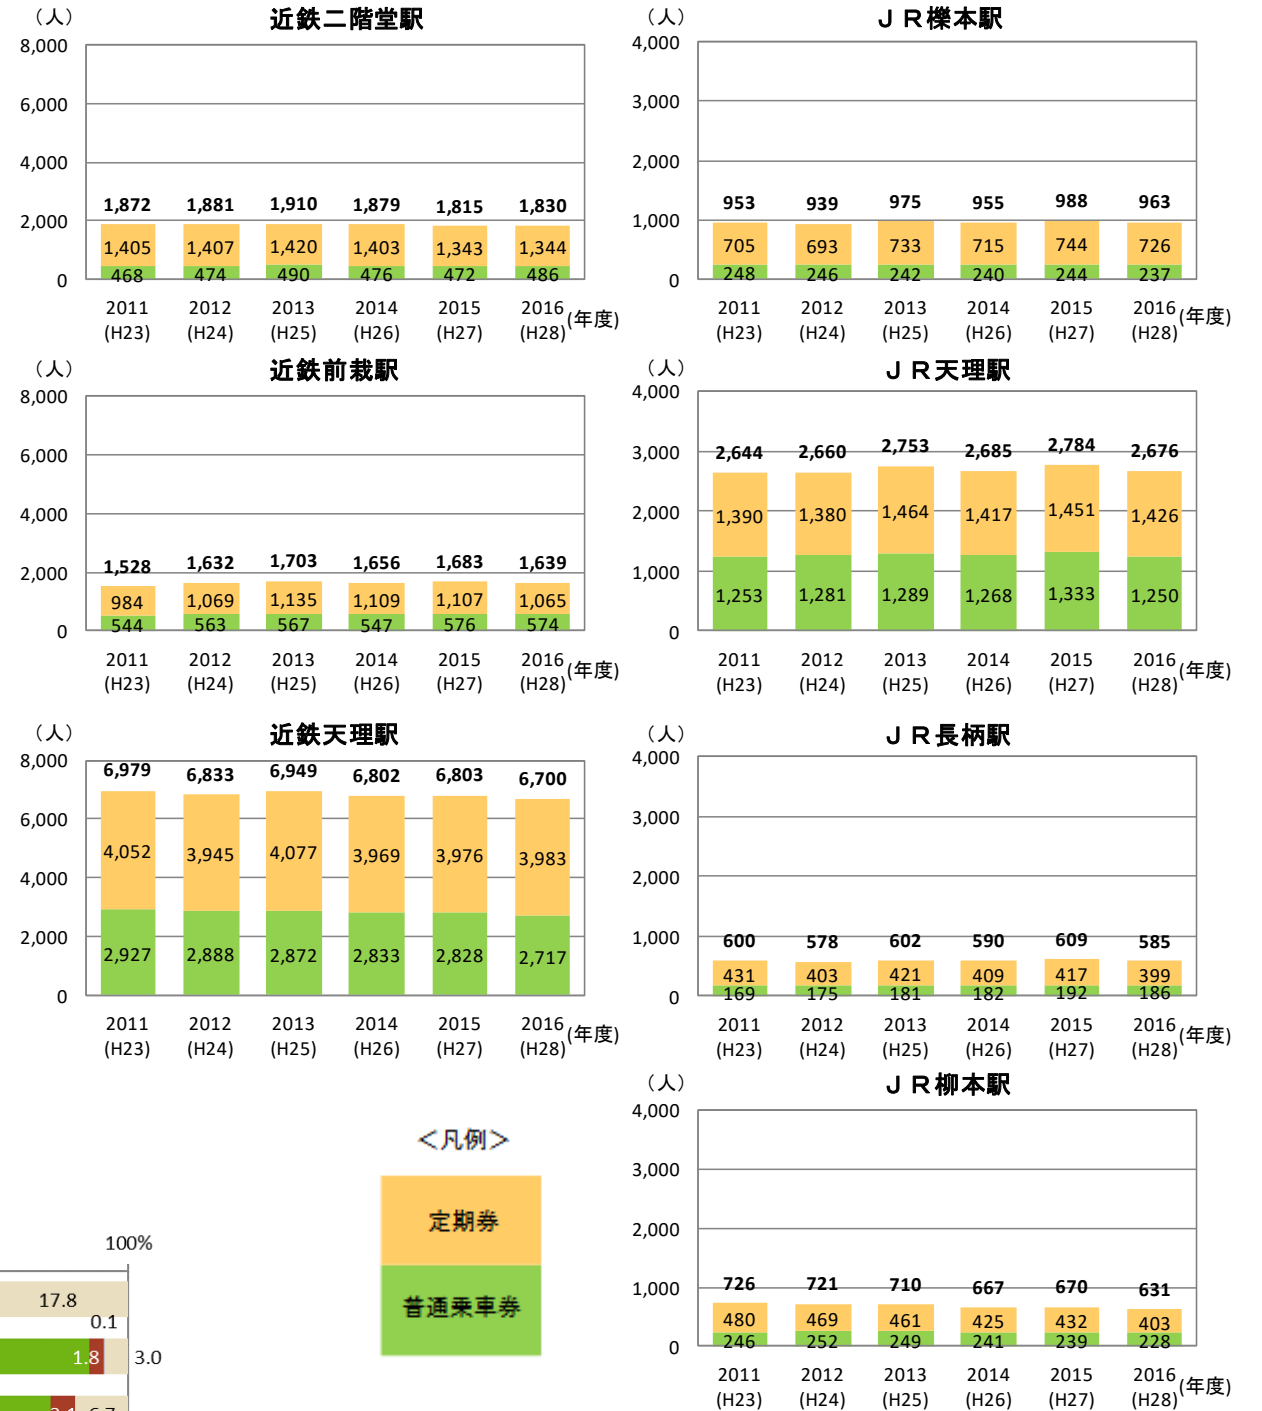 近鉄二階堂駅
（人）
8,000
6,000
4,000
2,000
0
1,872 1,881 1,910 1,879 1,815 1,830
1,405 1,407 1,420 1,403 1,343 1,344
468 474 490 476 472 486
2011 2012 2013 2014 2015 2016
(H23) (H24) (H25) (H26) (H27) (H28)
(年度)
ＪＲ櫟本駅
（人）
4,000
3,000
2,000
1,000
0
953 939 975 955 988 963
705 693 733 715 744 726
248 246 242 240 244 237
2011 2012 2013 2014 2015 2016
(H23) (H24) (H25) (H26) (H27) (H28)
(年度)
近鉄前栽駅
（人）
8,000
6,000
4,000
2,000
0
1,528 1,632 1,703 1,656 1,683 1,639
984 1,069 1,135 1,109 1,107 1,065
544 563 567 547 576 574
2011 2012 2013 2014 2015 2016
(H23) (H24) (H25) (H26) (H27) (H28)
(年度)
ＪＲ天理駅
（人）
4,000
3,000
2,000
1,000
0
2,644 2,660 2,753 2,685 2,784 2,676
1,390 1,380 1,464 1,417 1,451 1,426
1,253 1,281 1,289 1,268 1,333 1,250
2011 2012 2013 2014 2015 2016
(H23) (H24) (H25) (H26) (H27) (H28)
(年度)
近鉄天理駅
（人）
8,000
6,000
4,000
2,000
0
6,979 6,833 6,949 6,802 6,803 6,700
4,052 3,945 4,077 3,969 3,976 3,983
2,927 2,888 2,872 2,833 2,828 2,717
2011 2012 2013 2014 2015 2016
(H23) (H24) (H25) (H26) (H27) (H28)
(年度)
ＪＲ長柄駅
（人）
4,000
3,000
2,000
1,000
0
600 578 602 590 609 585
431 403 421 409 417 399
169 175 181 182 192 186
2011 2012 2013 2014 2015 2016
(H23) (H24) (H25) (H26) (H27) (H28)
(年度)
ＪＲ柳本駅
（人）
4,000
3,000
2,000
1,000
0
726 721 710 667 670 631
480 469 461 425 432 403
246 252 249 241 239 228
2011 2012 2013 2014 2015 2016
(H23) (H24) (H25) (H26) (H27) (H28)
(年度)
＜凡例＞
定期券
普通乗車券
100%
17.8
0.1
1.8 3.0